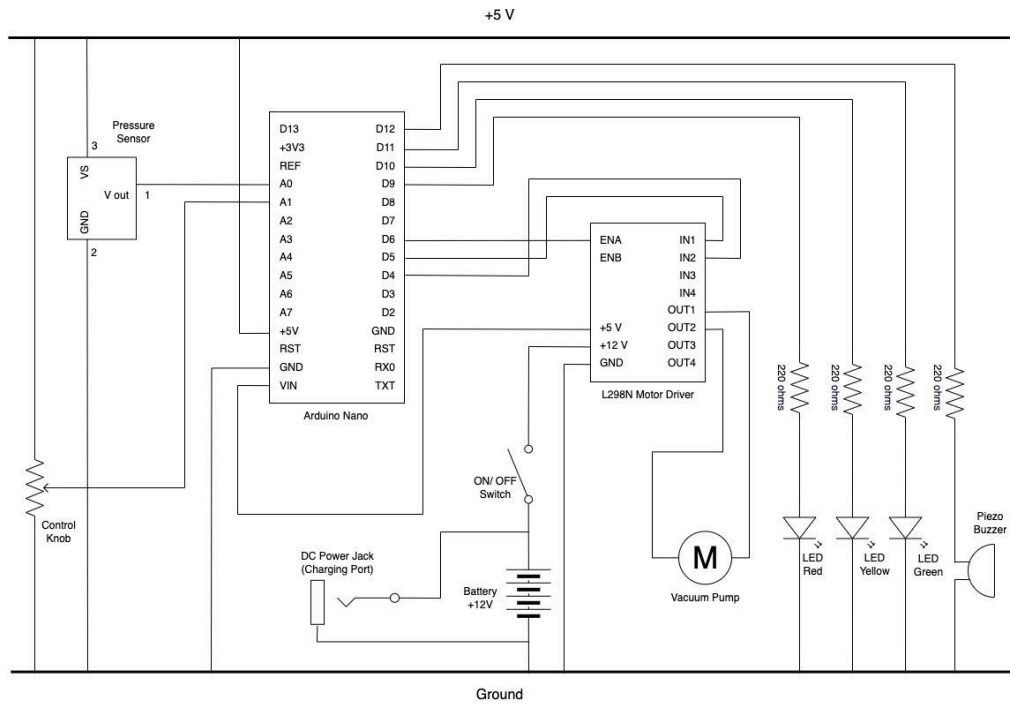 +5 V
Pressure
Sensor
3
VS
V out
1
GND
2
D13
+3V3
REF
A0
A1
A2
A3
A4
A5
A6
A7
+5V
RST
GND
VIN
D12
D11
D10
D9
D8
D7
D6
D5
D4
D3
D2
GND
RST
RX0
TXT
Arduino Nano
ENA
ENB
+5 V
+12 V
GND
IN1
IN2
IN3
IN4
OUT1
OUT2
OUT3
OUT4
L298N Motor Driver
220 ohms
220 ohms
220 ohms
220 ohms
ON/ OFF
Switch
Control
Knob
DC Power Jack
(Charging Port)
Battery
+12V
M
Vacuum Pump
LED
Red
LED
Yellow
LED
Green
Piezo
Buzzer
Ground